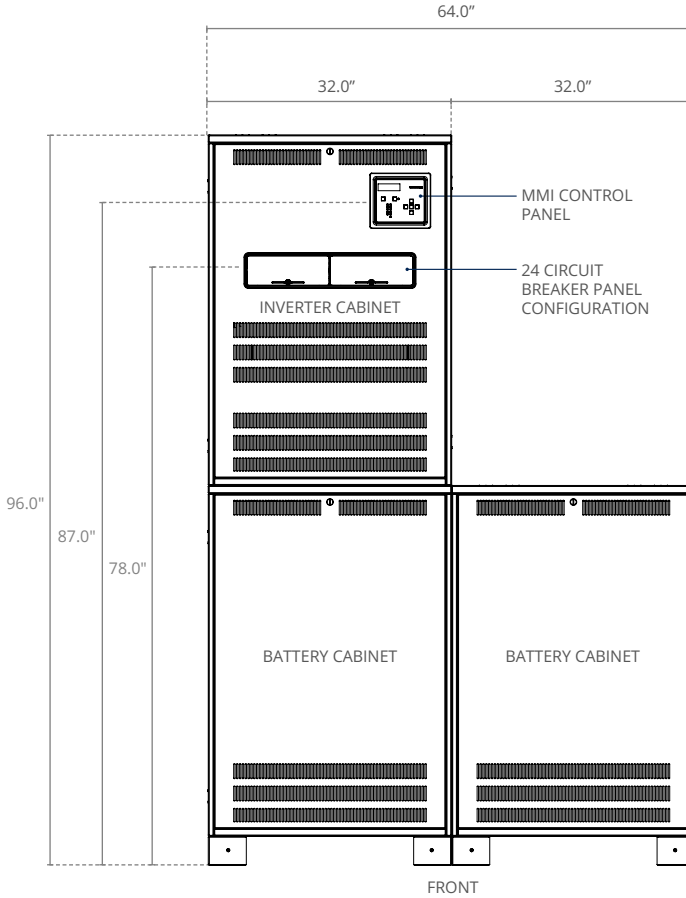 64.0”
32.0”
32.0”
MMI CONTROL
PANEL
24 CIRCUIT
BREAKER PANEL
CONFIGURATION
INVERTER CABINET
96.0"
87.0"
78.0"
BATTERY CABINET
BATTERY CABINET
FRONT